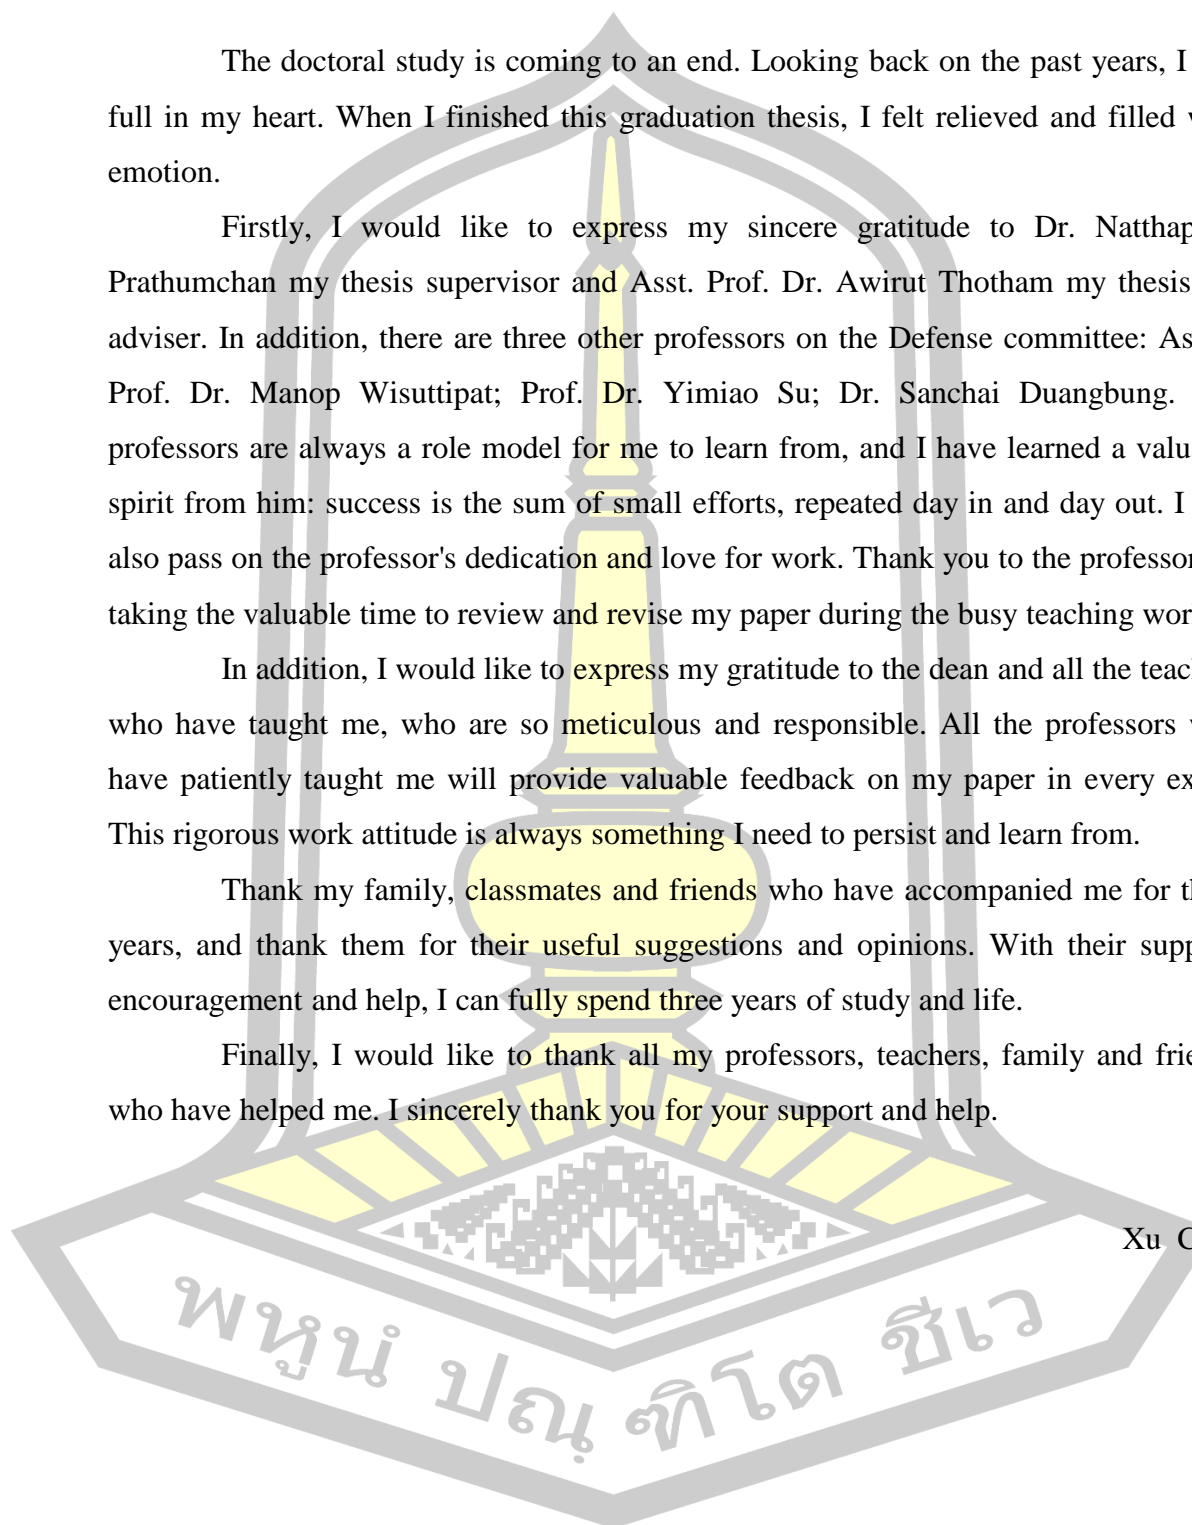 The doctoral study is coming to an end. Looking back on the past years, I
full in my heart. When I finished this graduation thesis, I felt relieved and filled
emotion.
Firstly, I would like to express my sincere gratitude to Dr.
Prathumchan my thesis supervisor and Asst. Prof. Dr. Awirut Thotham my thesis
adviser. In addition, there are three other professors on the Defense committee:
Prof. Dr. Manop Wisuttipat; Prof. Dr. Yimiao Su; Dr. Sanchai Duangbung.
professors are always a role model for me to learn from, and I have learned a
spirit from him: success is the sum of small efforts, repeated day in and day out. I
also pass on the professor's dedication and love for work. Thank you to the
taking the valuable time to review and revise my paper during the busy teaching
In addition, I would like to express my gratitude to the dean and all the
who have taught me, who are so meticulous and responsible. All the professors
have patiently taught me will provide valuable feedback on my paper in every
This rigorous work attitude is always something I need to persist and learn from.
Thank my family, classmates and friends who have accompanied me for
years, and thank them for their useful suggestions and opinions. With their
encouragement and help, I can fully spend three years of study and life.
Finally, I would like to thank all my professors, teachers, family and
who have helped me. I sincerely thank you for your support and help.
Xu
พหูนํ ปณฺฑิโต ชีเว